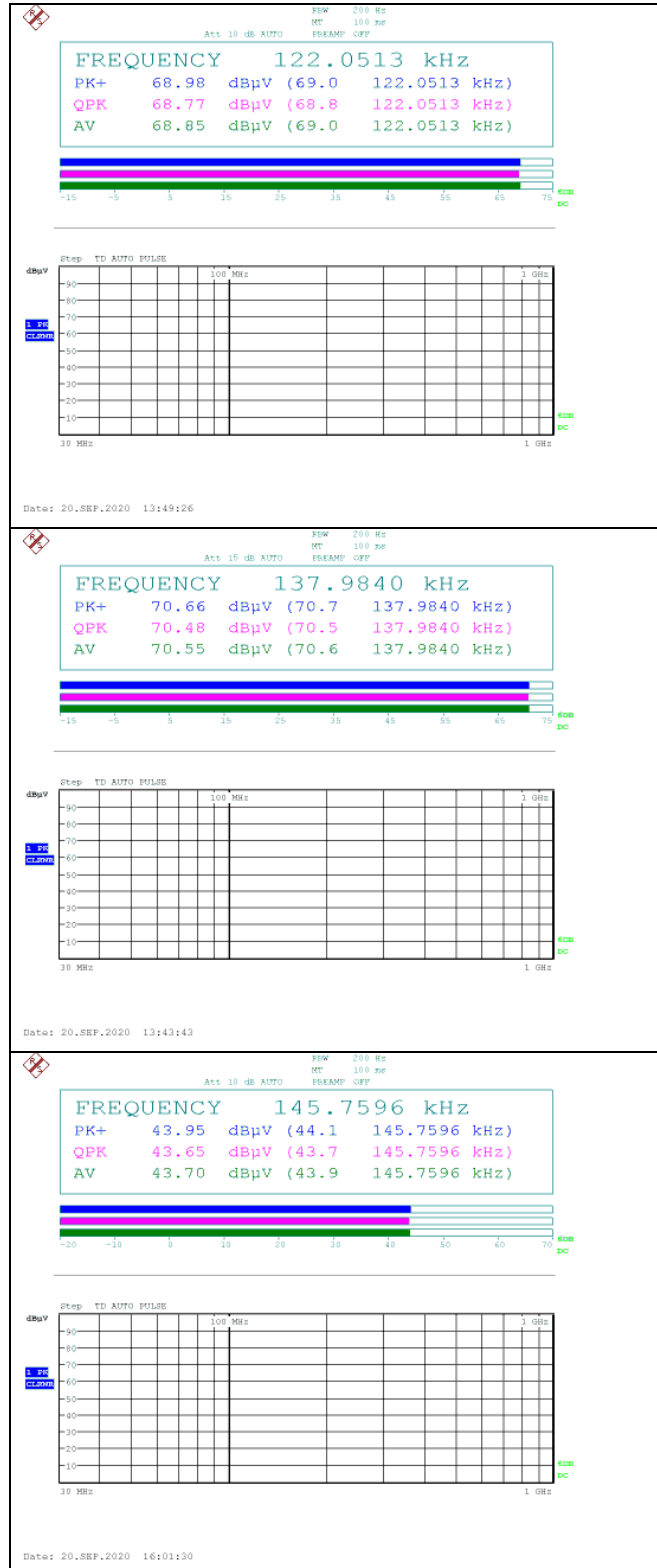 RBW 200 Hz
MT 100 ms
Att 10 dB AUTO PREAMP OFF
FREQUENCY 122.0513 kHz
PK+ 68.98 dBµV (69.0 122.0513 kHz)
QPK 68.77 dBµV (68.8 122.0513 kHz)
AV 68.85 dBµV (69.0 122.0513 kHz)
-15 -5 5 15 25 35 45 55 65 75
6DB
DC
Step TD AUTO PULSE
dBµV
100 MHz 1 GHz
90
80
70
1 PK
60
CLRWR
50
40
30
20
10
6DB
DC
30 MHz 1 GHz
Date: 20.SEP.2020 13:49:26
RBW 200 Hz
MT 100 ms
Att 15 dB AUTO PREAMP OFF
FREQUENCY 137.9840 kHz
PK+ 70.66 dBµV (70.7 137.9840 kHz)
QPK 70.48 dBµV (70.5 137.9840 kHz)
AV 70.55 dBµV (70.6 137.9840 kHz)
-15 -5 5 15 25 35 45 55 65 75
6DB
DC
Step TD AUTO PULSE
dBµV
100 MHz 1 GHz
90
80
70
1 PK
60
CLRWR
50
40
30
20
10
6DB
DC
30 MHz 1 GHz
Date: 20.SEP.2020 13:43:43
RBW 200 Hz
MT 100 ms
Att 10 dB AUTO PREAMP OFF
FREQUENCY 145.7596 kHz
PK+ 43.95 dBµV (44.1 145.7596 kHz)
QPK 43.65 dBµV (43.7 145.7596 kHz)
AV 43.70 dBµV (43.9 145.7596 kHz)
-20 -10 0 10 20 30 40 50 60 70
6DB
DC
Step TD AUTO PULSE
dBµV
100 MHz 1 GHz
90
80
70
1 PK
60
CLRWR
50
40
30
20
10
6DB
DC
30 MHz 1 GHz
Date: 20.SEP.2020 16:01:30